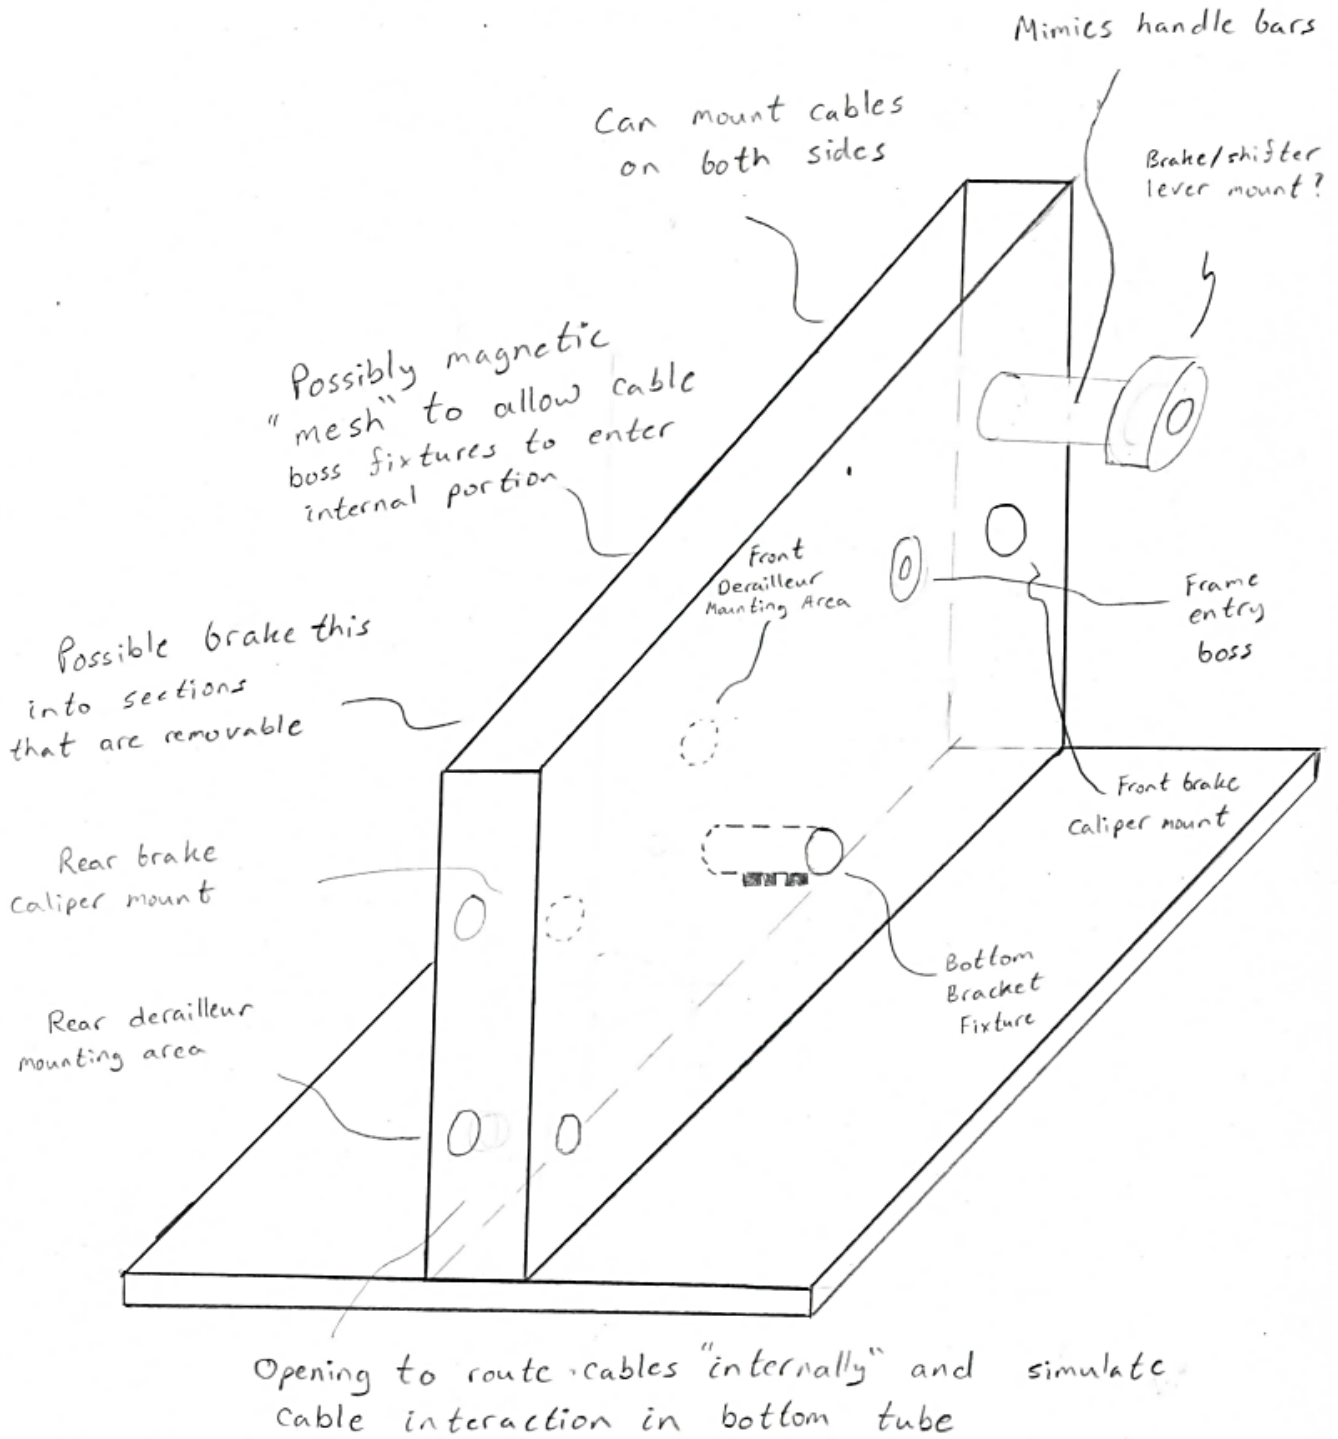 Mimics handle bars
Can mount cables
on both sides
Brake/shifter
lever mount?
Possibly magnetic
"mesh" to allow cable
boss fixtures to enter
internal portion
Front
Derailleur
Mounting Area
Frame
entry
boss
Possible brake this
into sections
that are removable
Front brake
Caliper mount
Rear brake
Caliper mount
Bottom
Bracket
Fixture
Rear derailleur
mounting area
Opening to route cables "internally" and simulate
Cable interaction in bottom tube